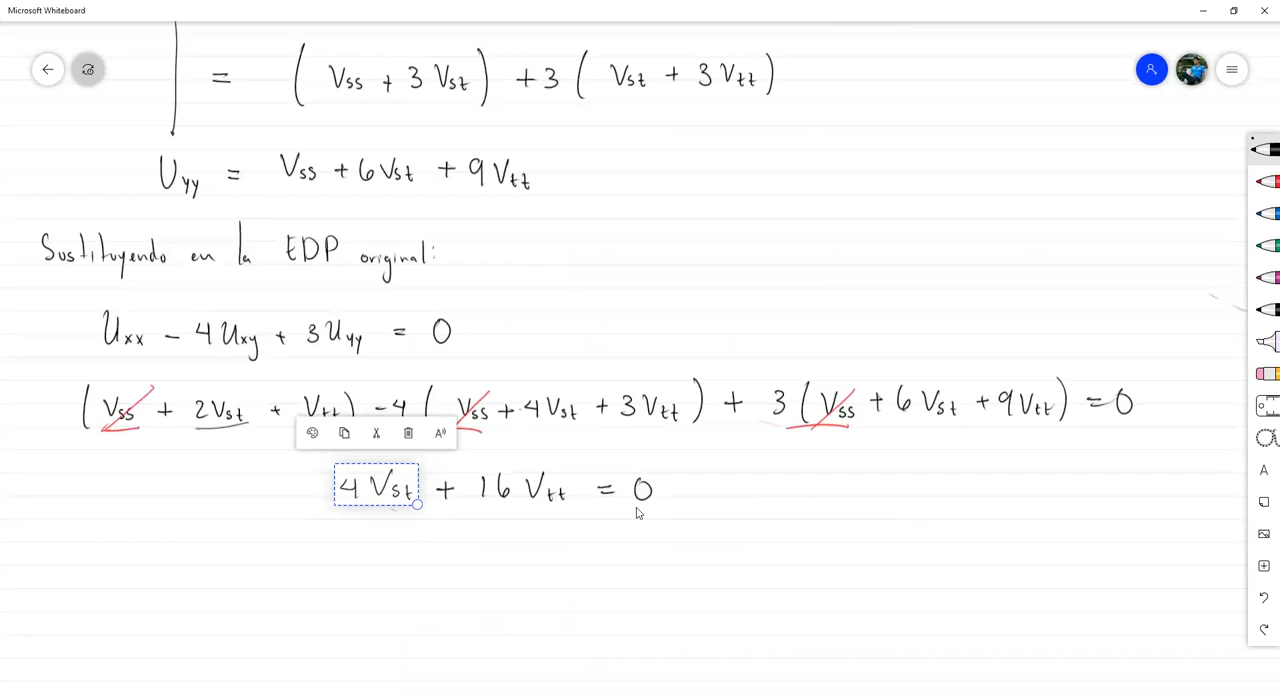 Microsoft Whiteboard
= ( Vss + 3 Vst ) + 3 ( Vst + 3 Vtt )
Uyy = Vss + 6 Vst + 9 Vtt
Sustituyendo en la EDP original:
Uxx - 4 Uxy + 3 Uyy = 0
( Vss + 2 Vst + Vtt ) - 4 ( Vss + 4 Vst + 3 Vtt ) + 3 ( Vss + 6 Vst + 9 Vtt ) = 0
4 Vst + 16 Vtt = 0